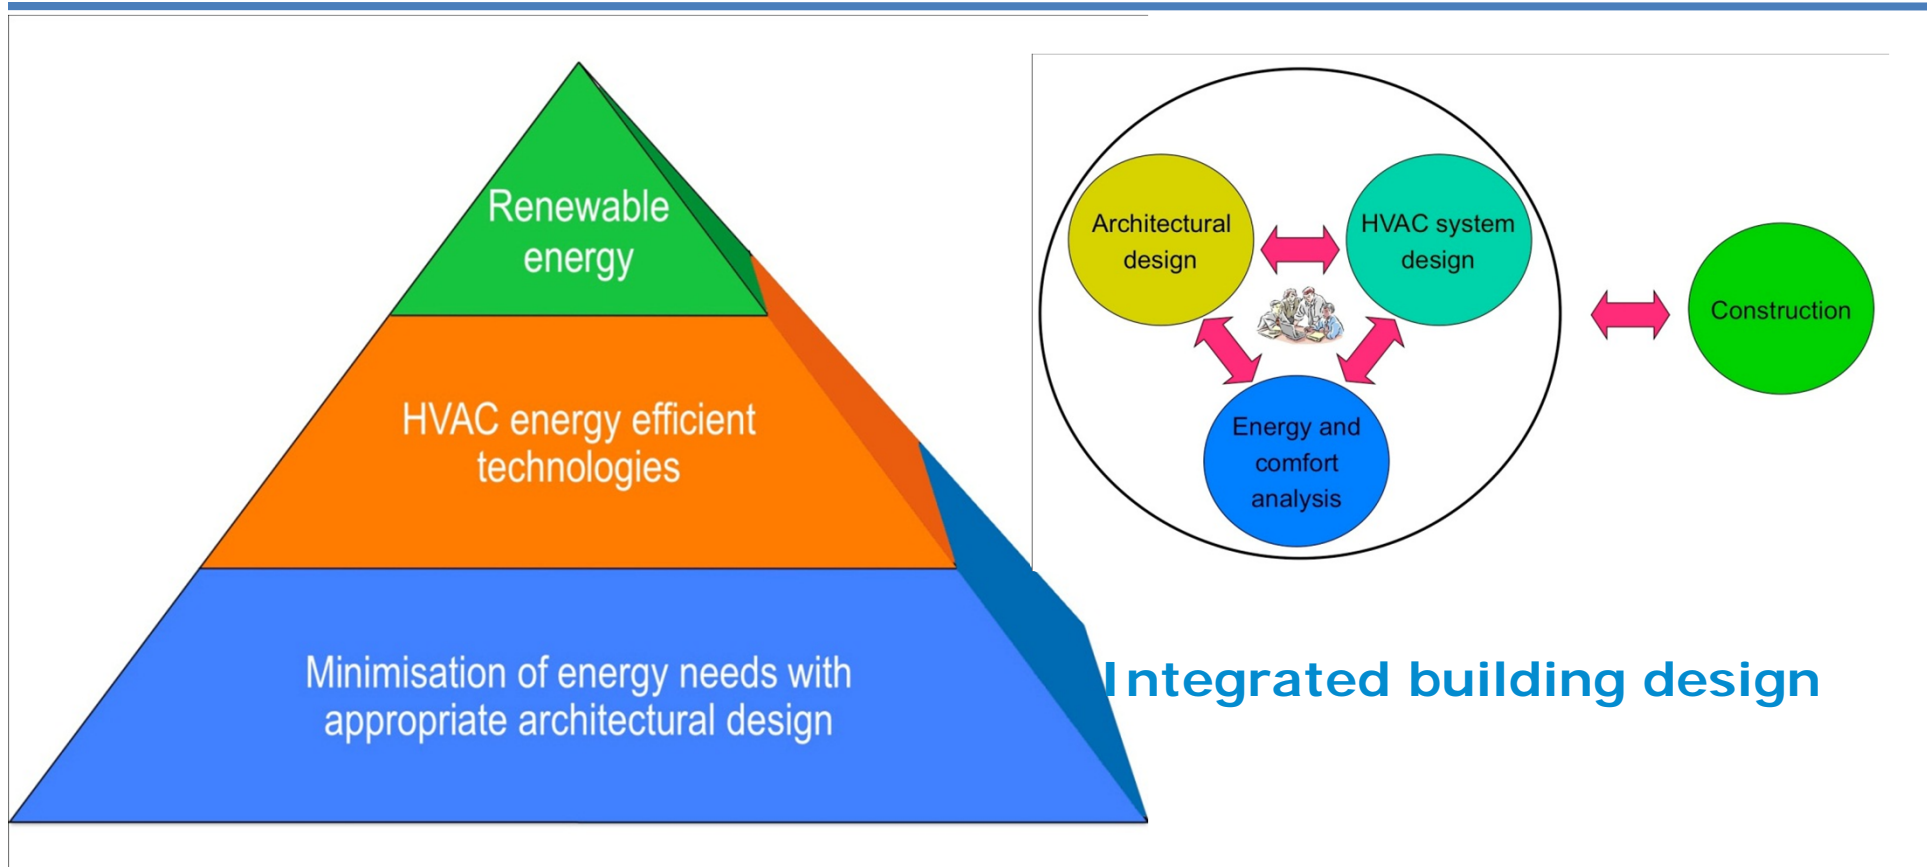 Renewable
energy
HVAC energy efficient
technologies
Minimisation of energy needs with
appropriate architectural design
Architectural
design
HVAC system
design
Energy and
comfort
analysis
Construction
Integrated building design